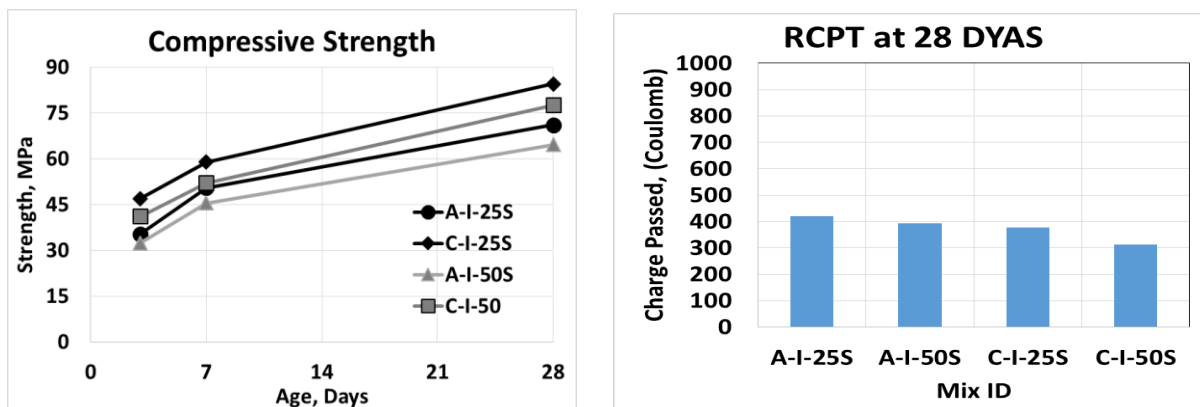 Compressive Strength
90
75
60
45
30
15
0
Strength, MPa
0 7 14 21 28
Age, Days
A-I-25S
C-I-25S
A-I-50S
C-I-50
RCPT at 28 DYAS
1000
900
800
700
600
500
400
300
200
100
0
Charge Passed, (Coulomb)
A-I-25S A-I-50S C-I-25S C-I-50S
Mix ID